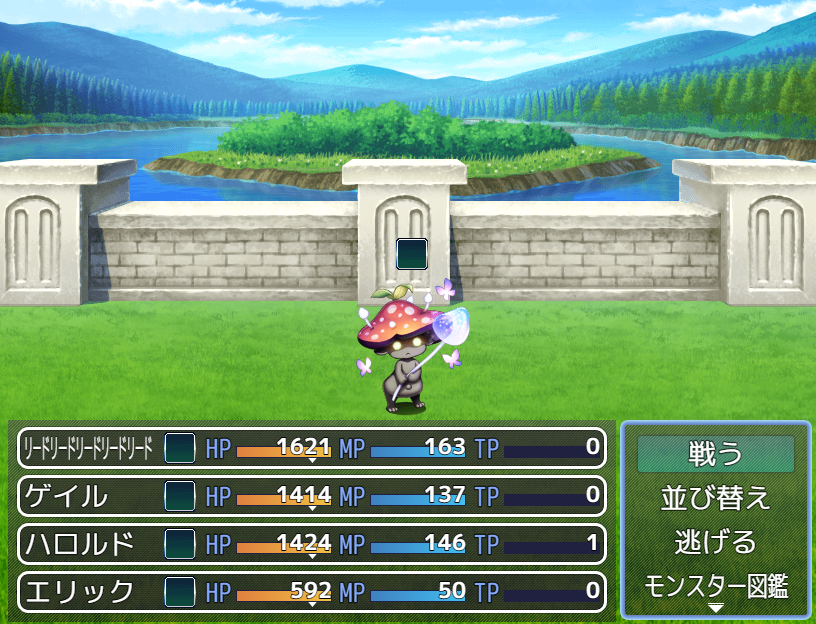 リードリードリードリードリード HP 1621 MP 163 TP 0
ゲイル HP 1414 MP 137 TP 0
ハロルド HP 1424 MP 146 TP 1
エリック HP 592 MP 50 TP 0
戦う
並び替え
逃げる
モンスター図鑑